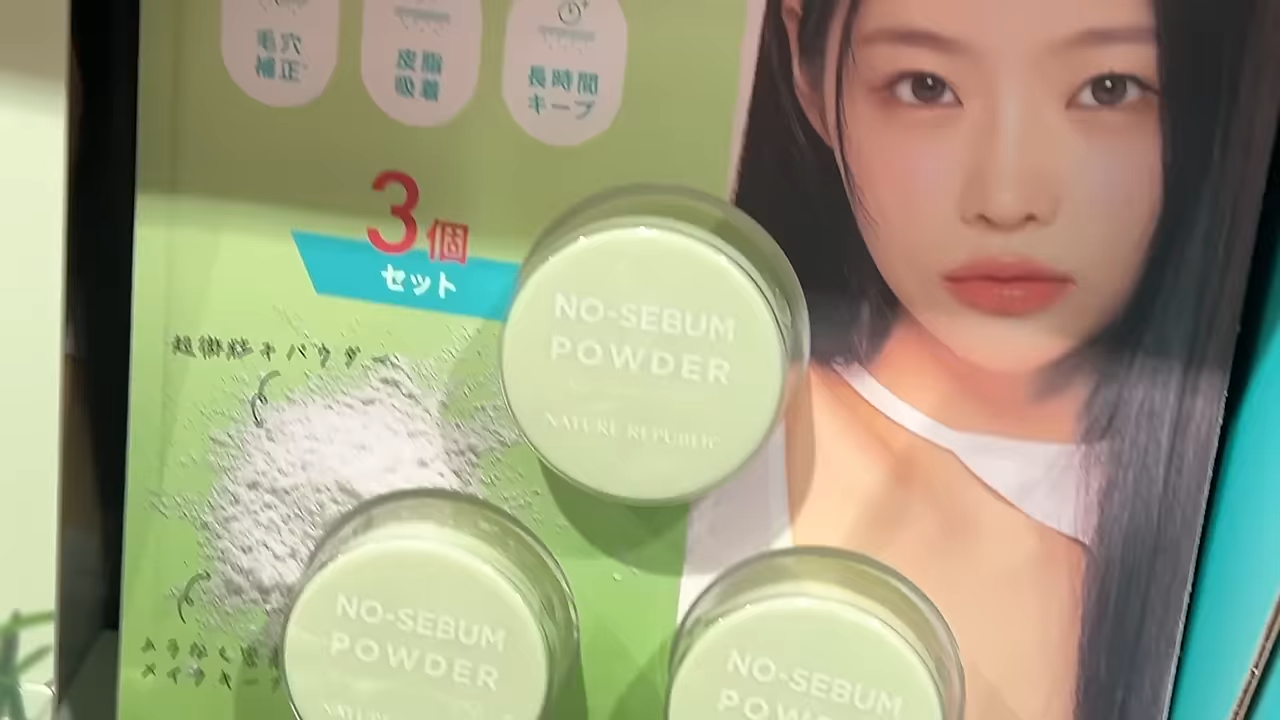 毛穴
補正
皮脂
吸着
長時間
キープ
3個
セット
超微粒子パウダー
NO-SEBUM
POWDER
NATURE REPUBLIC
NO-SEBUM
POWDER
NO-SEBUM